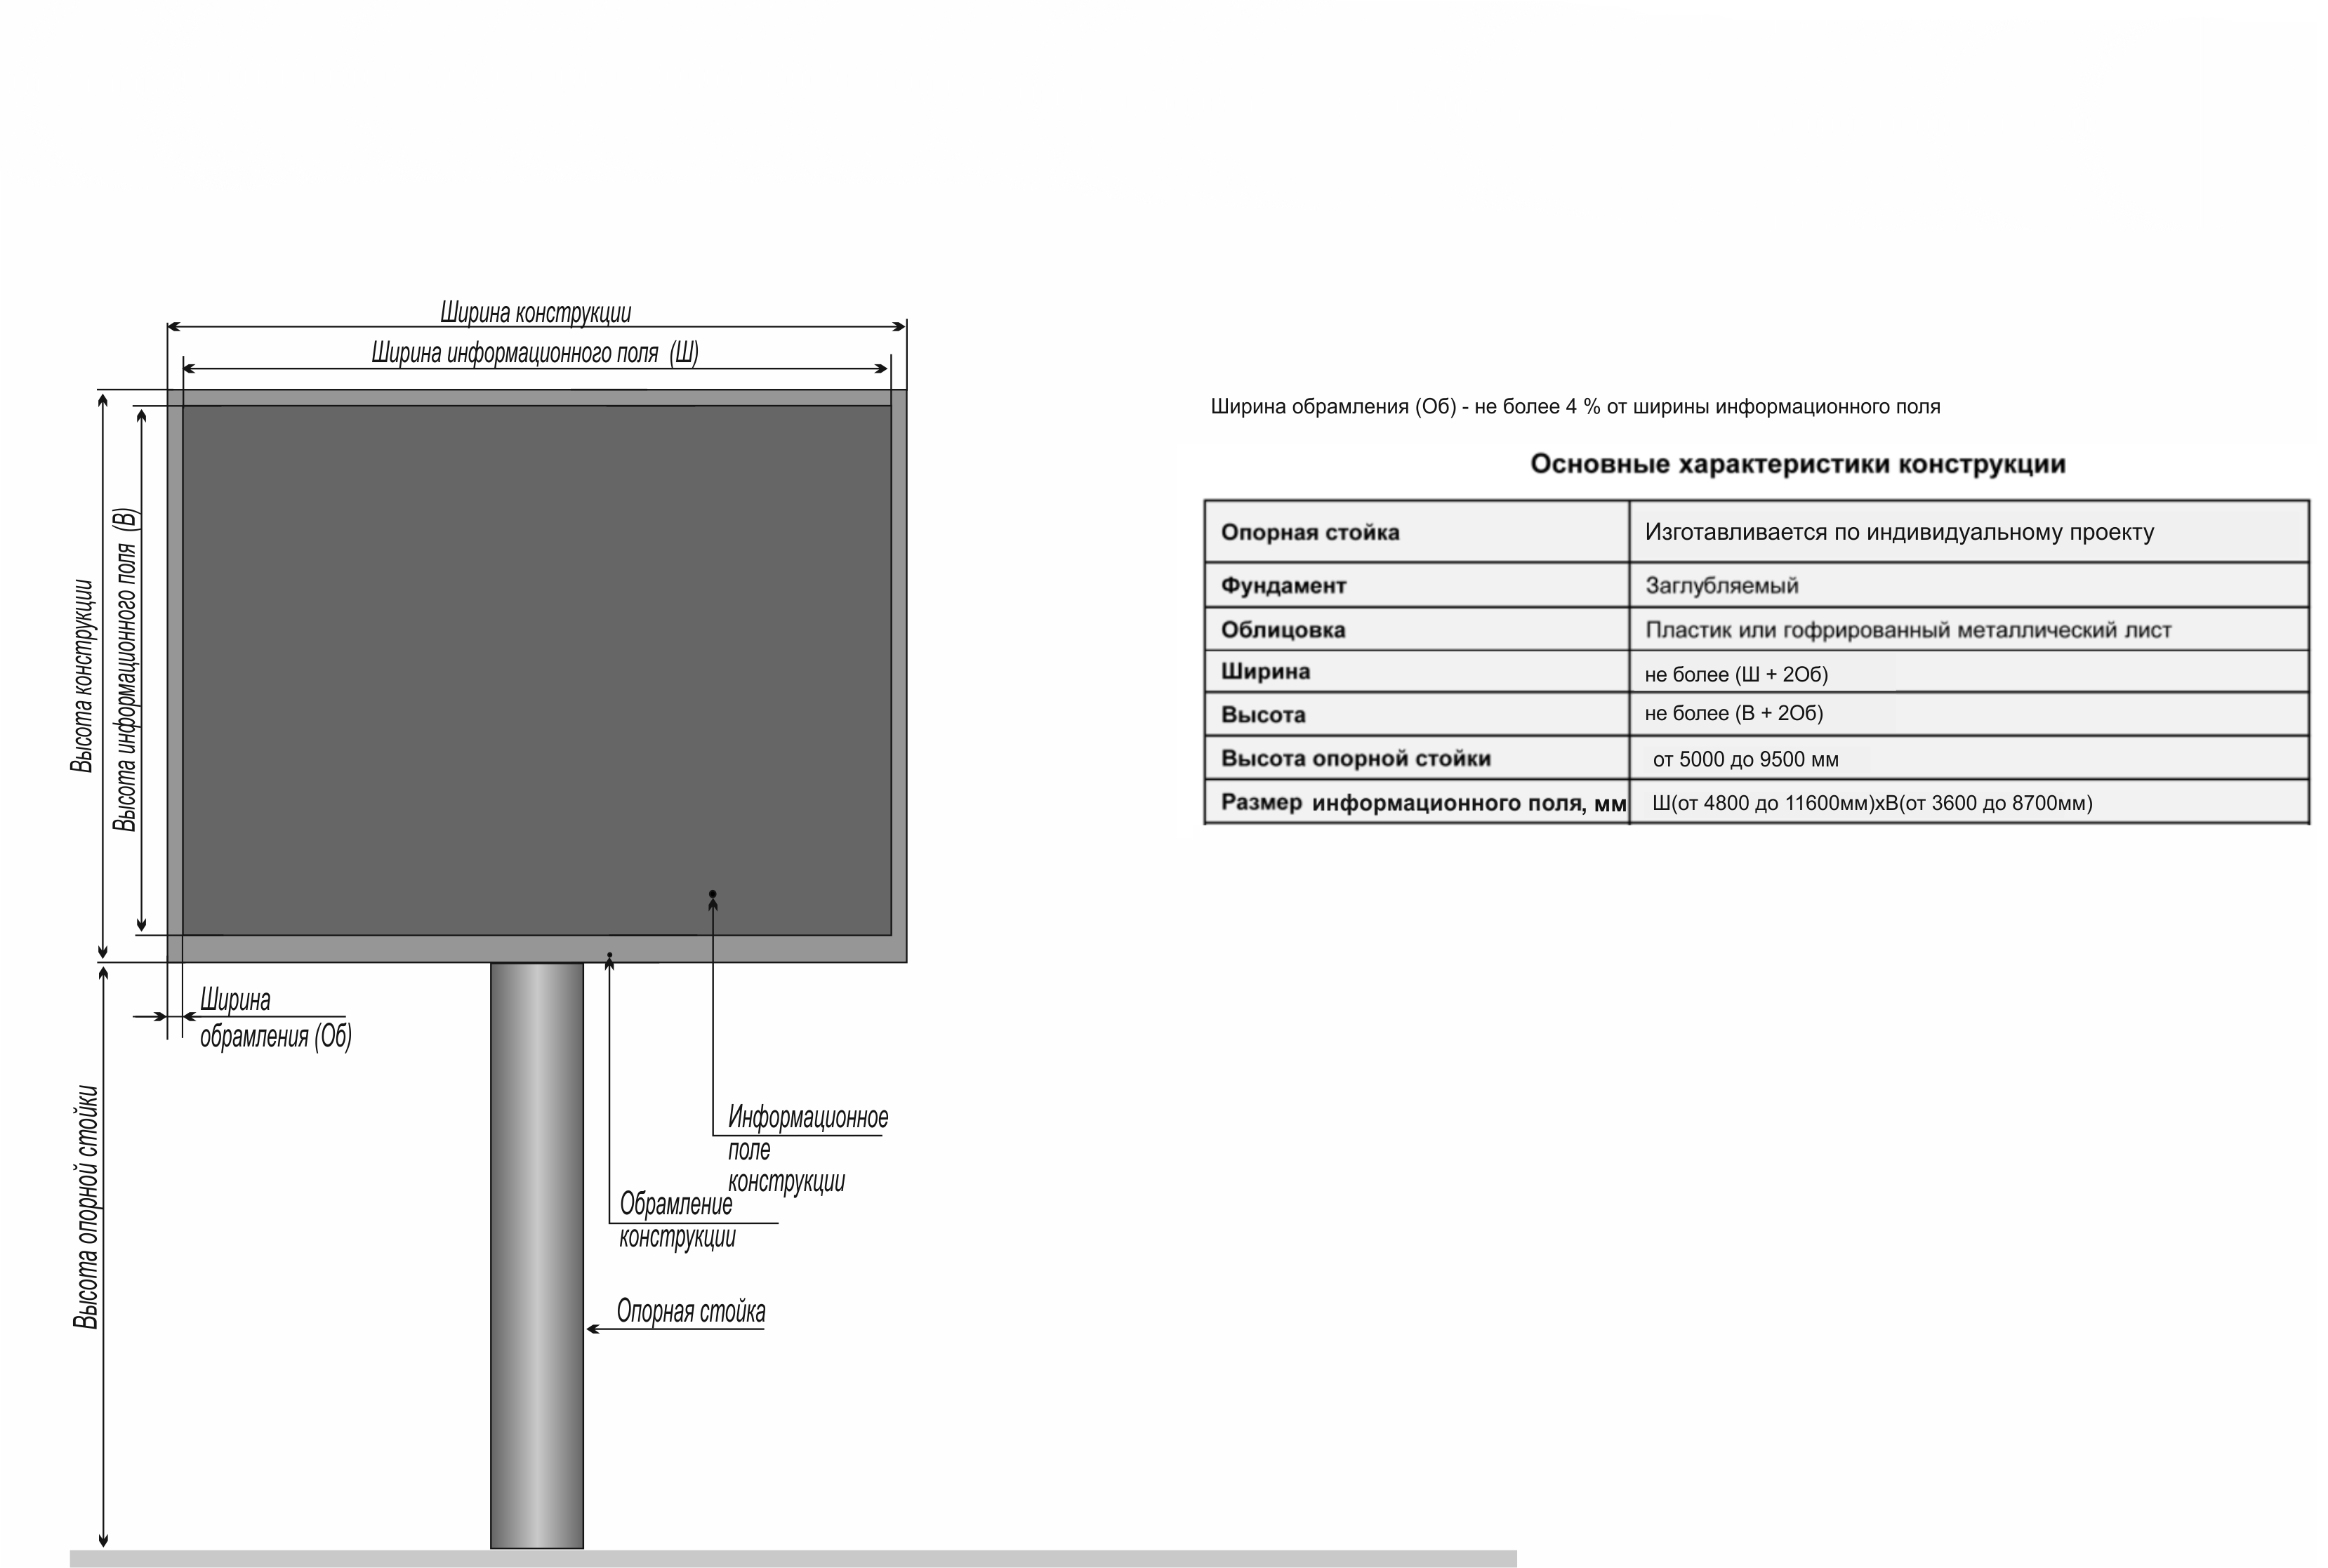 Ширина конструкции
Ширина информационного поля (Ш)
Высота конструкции
Высота информационного поля (В)
Ширина
обрамления (Об)
Высота опорной стойки
Информационное
поле
конструкции
Обрамление
конструкции
Опорная стойка
Ширина обрамления (Об) - не более 4 % от ширины информационного поля
Основные характеристики конструкции
Опорная стойка Изготавливается по индивидуальному проекту
Фундамент Заглубляемый
Облицовка Пластик или гофрированный металлический лист
Ширина не более (Ш + 2Об)
Высота не более (В + 2Об)
Высота опорной стойки от 5000 до 9500 мм
Размер информационного поля, мм Ш(от 4800 до 11600мм)хВ(от 3600 до 8700мм)